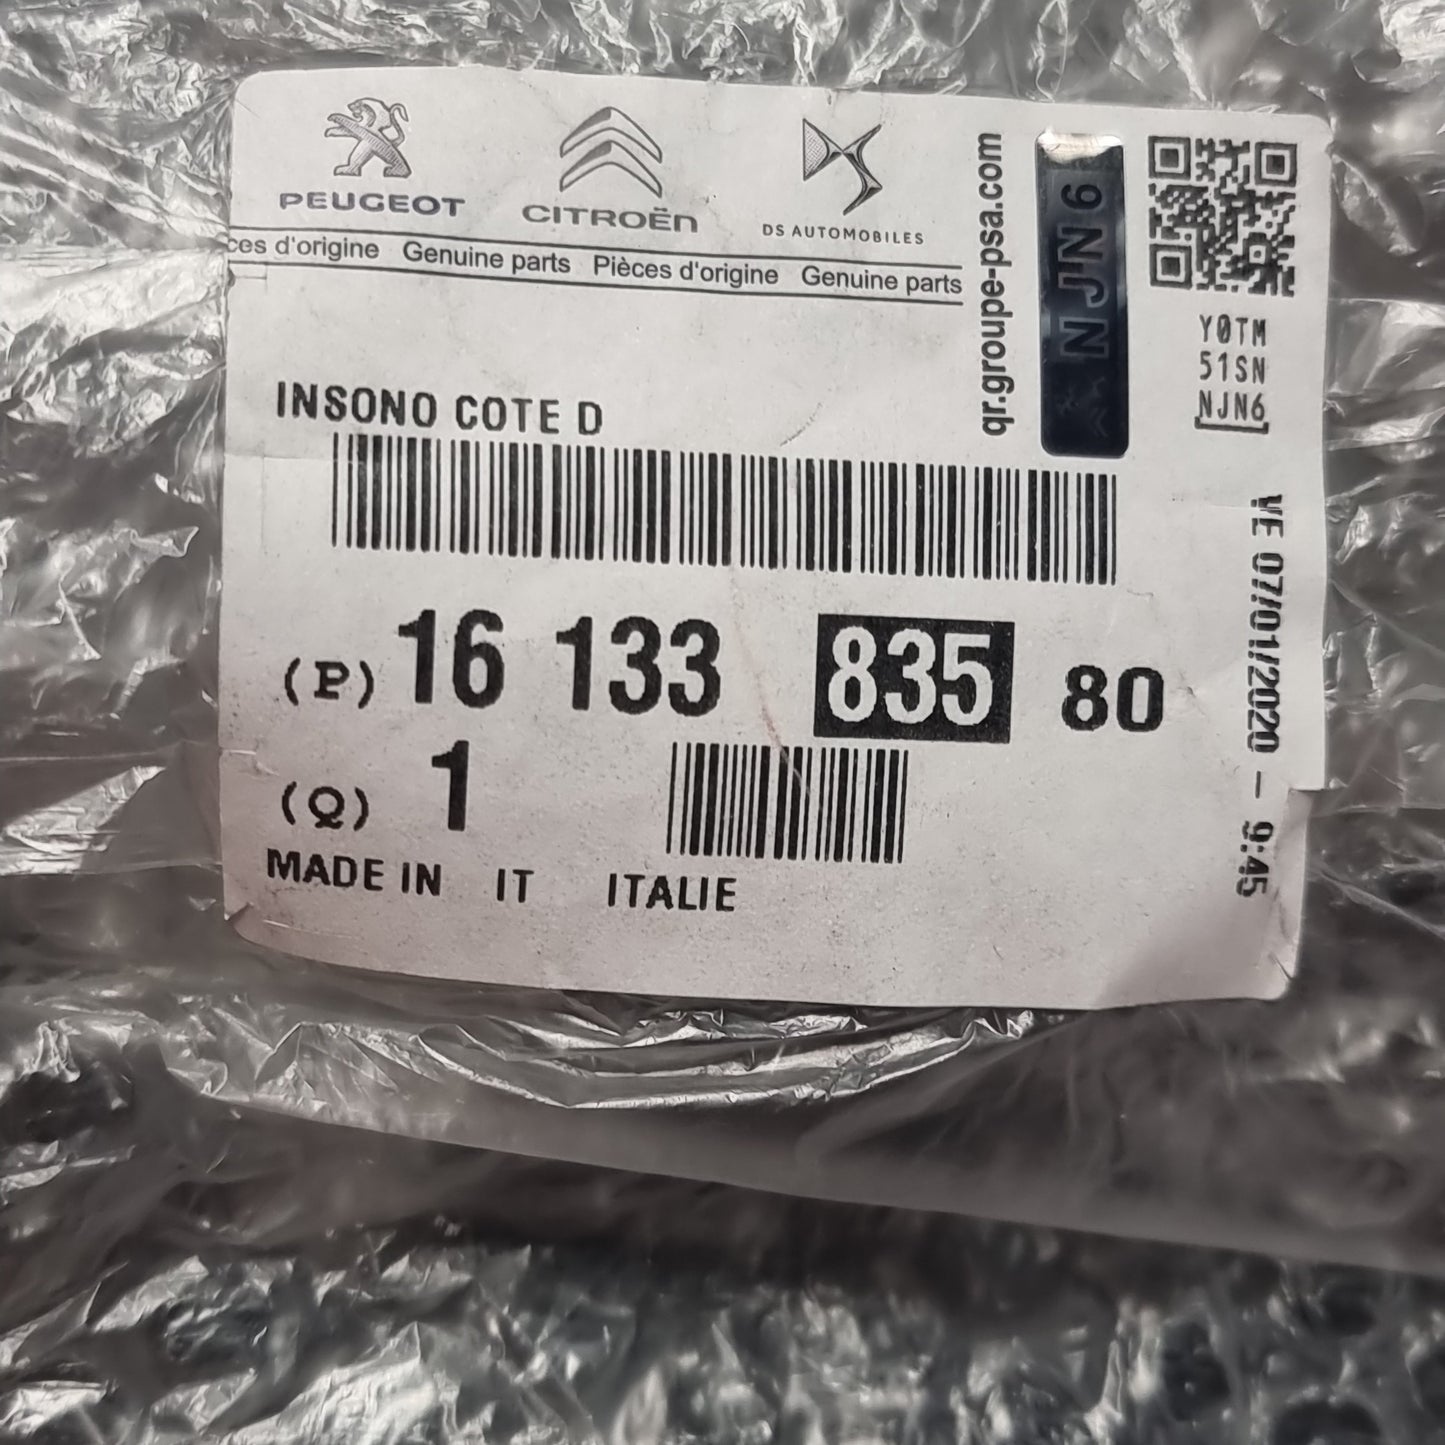 PEUGEOT
CITROËN
DS AUTOMOBILES
ces d'origine Genuine parts Pièces d'origine Genuine parts
qr.groupe-psa.com
NJN6
Y0TM
51SN
NJN6
INSONO COTE D
(P) 16 133 835 80
(Q) 1
MADE IN IT ITALIE
VE 07/01/2020 - 9:45